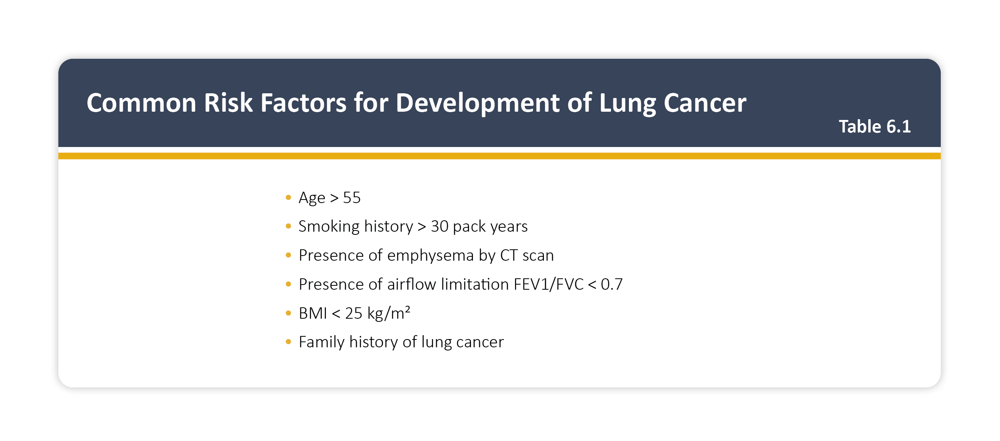 Common Risk Factors for Development of Lung Cancer
Table 6.1
• Age > 55
• Smoking history > 30 pack years
• Presence of emphysema by CT scan
• Presence of airflow limitation FEV1/FVC < 0.7
• BMI < 25 kg/m²
• Family history of lung cancer